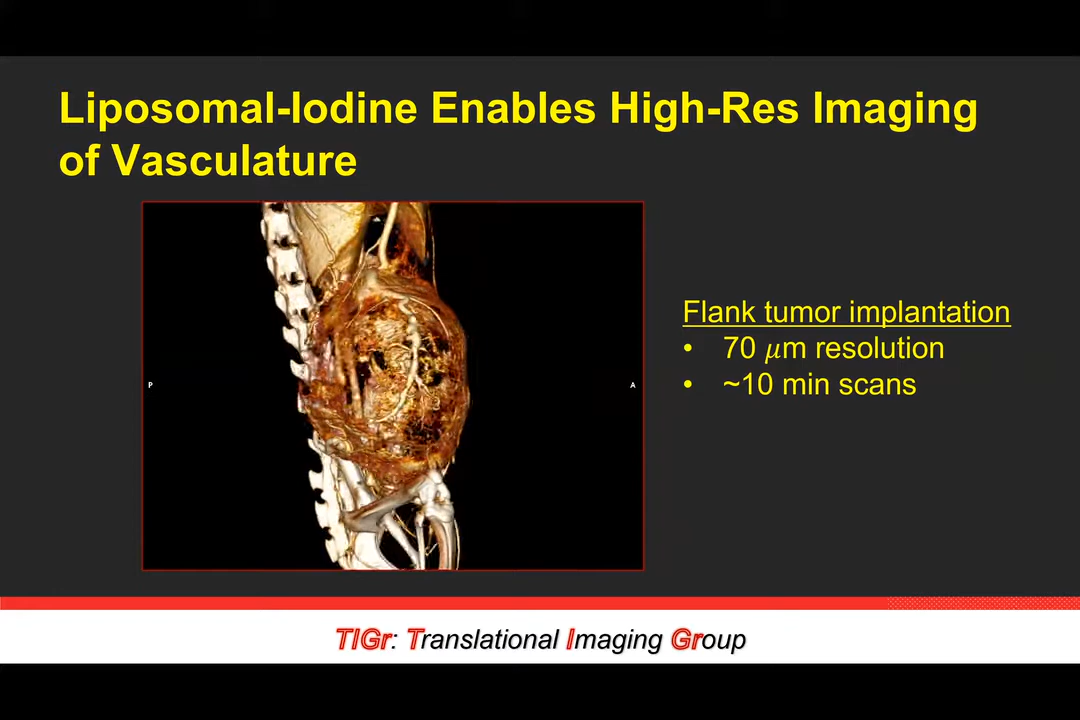 Liposomal-Iodine Enables High-Res Imaging
of Vasculature
P
A
Flank tumor implantation
• 70 𝜇m resolution
• ~10 min scans
TIGr: Translational Imaging Group